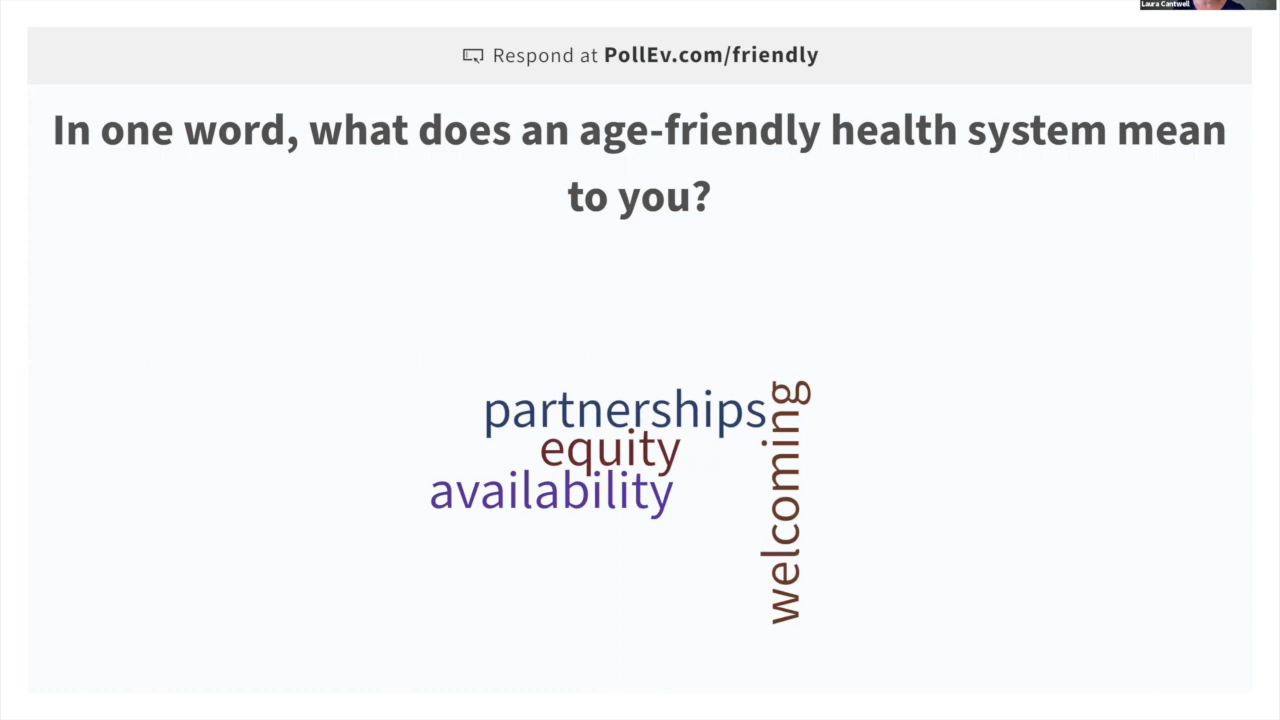 Laura Cantwell
Respond at PollEv.com/friendly
In one word, what does an age-friendly health system mean
to you?
partnerships
equity
availability
welcoming